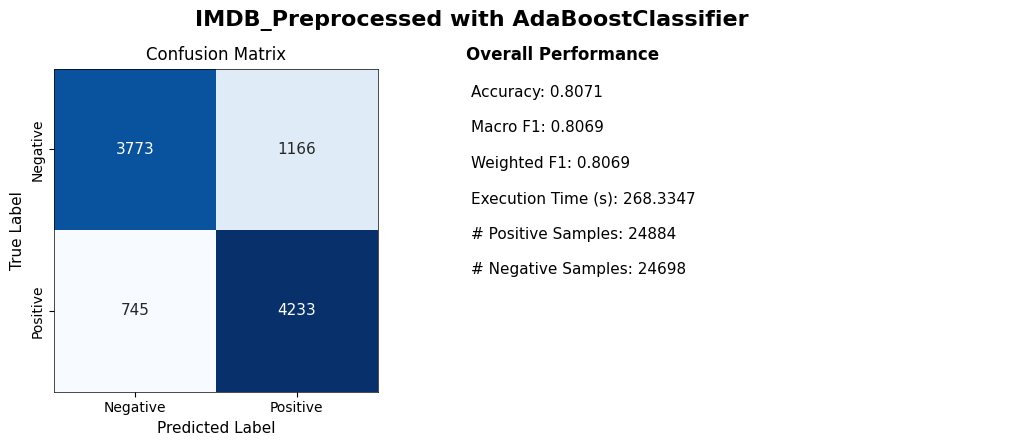 IMDB_Preprocessed with AdaBoostClassifier
Confusion Matrix
True Label
Negative
3773
1166
Positive
745
4233
Negative
Positive
Predicted Label
Overall Performance
Accuracy: 0.8071
Macro F1: 0.8069
Weighted F1: 0.8069
Execution Time (s): 268.3347
# Positive Samples: 24884
# Negative Samples: 24698